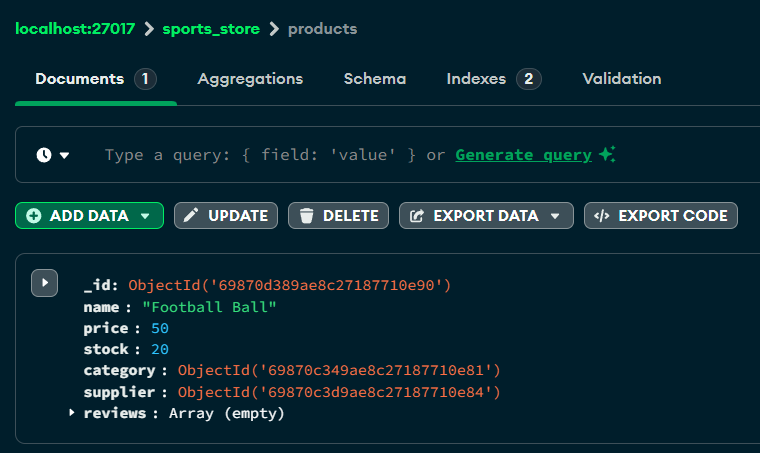 localhost:27017 > sports_store > products
Documents 1 Aggregations Schema Indexes 2 Validation
Type a query: { field: 'value' } or Generate query
ADD DATA UPDATE DELETE EXPORT DATA </> EXPORT CODE
_id: ObjectId('69870d389ae8c27187710e90')
name : "Football Ball"
price : 50
stock : 20
category : ObjectId('69870c349ae8c27187710e81')
supplier : ObjectId('69870c3d9ae8c27187710e84')
reviews : Array (empty)